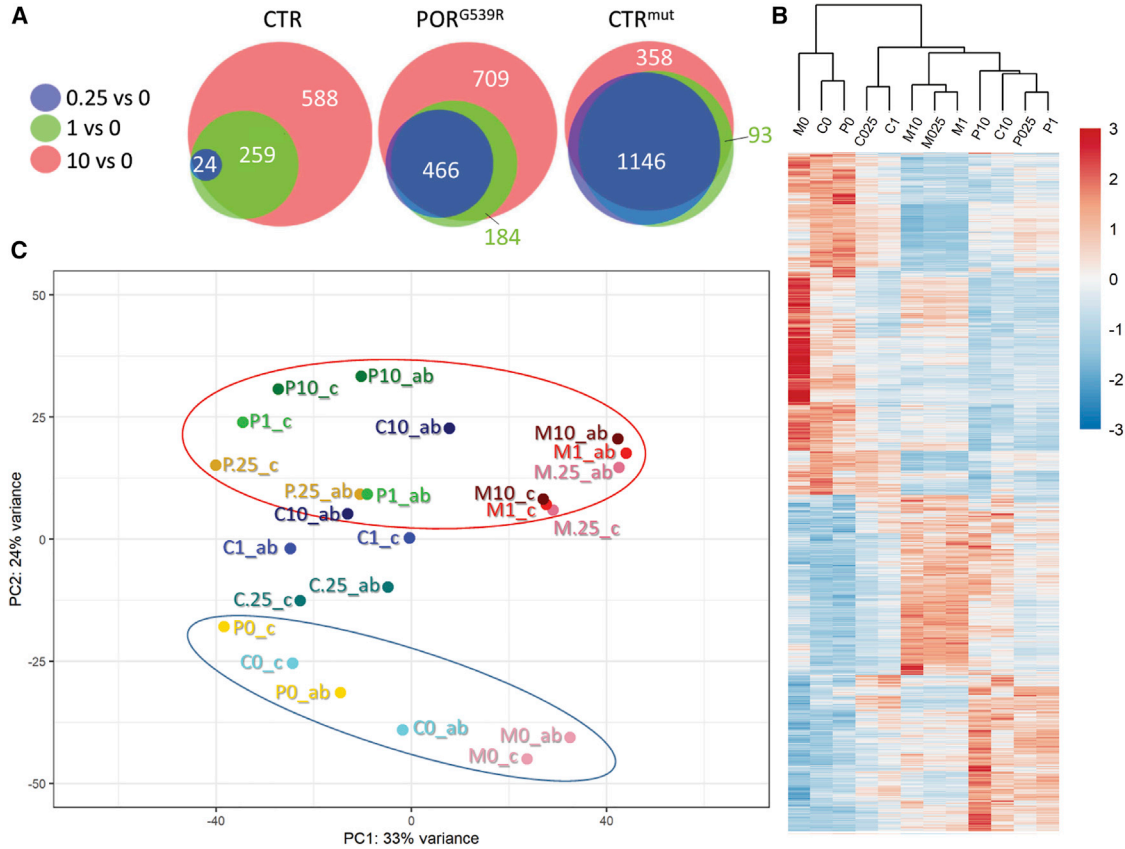 A
CTR
POR^G539R
CTR^mut
0.25 vs 0
1 vs 0
10 vs 0
588
259
24
709
466
184
358
1146
93
B
M0
C0
P0
C025
C1
M10
M025
M1
P10
C10
P025
P1
3
2
1
0
-1
-2
-3
C
50
25
0
-25
-50
-40
0
40
PC2: 24% variance
PC1: 33% variance
P10_c
P10_ab
P1_c
C10_ab
M10_ab
M1_ab
M.25_ab
P.25_c
P.25_ab
P1_ab
M10_c
M1_c
M.25_c
C10_ab
C1_ab
C1_c
C.25_ab
C.25_c
P0_c
C0_c
P0_ab
C0_ab
M0_ab
M0_c